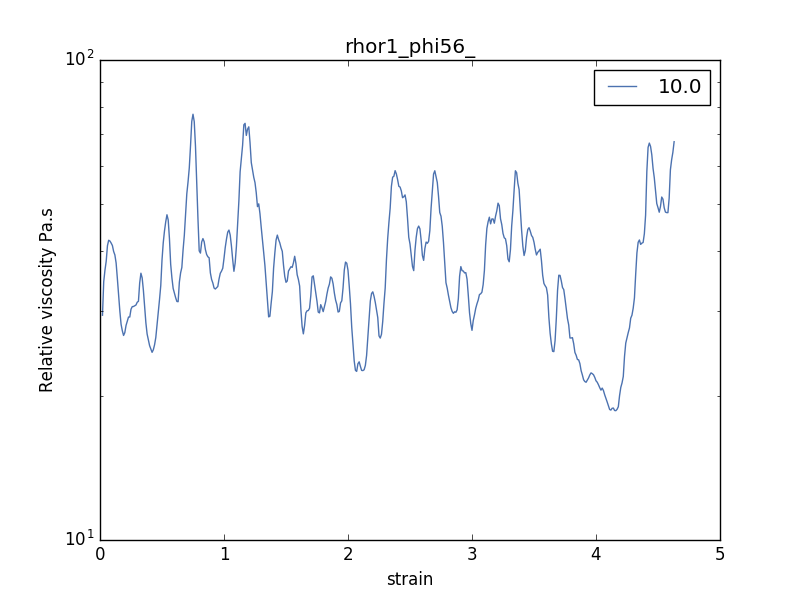 rhor1_phi56_
10.0
Relative viscosity Pa.s
10²
10¹
0 1 2 3 4 5
strain